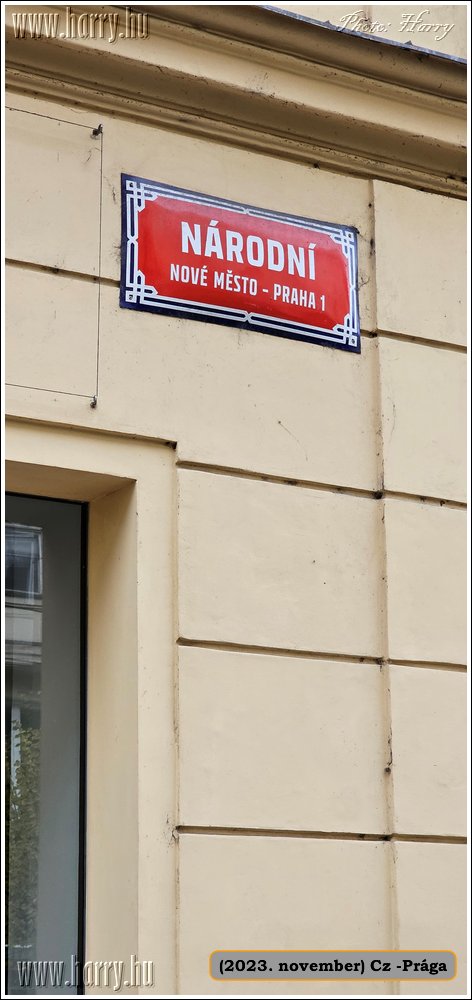 www.harry.hu
Photo: Harry
NÁRODNÍ
NOVÉ MĚSTO - PRAHA 1
www.harry.hu
(2023. november) Cz -Prága